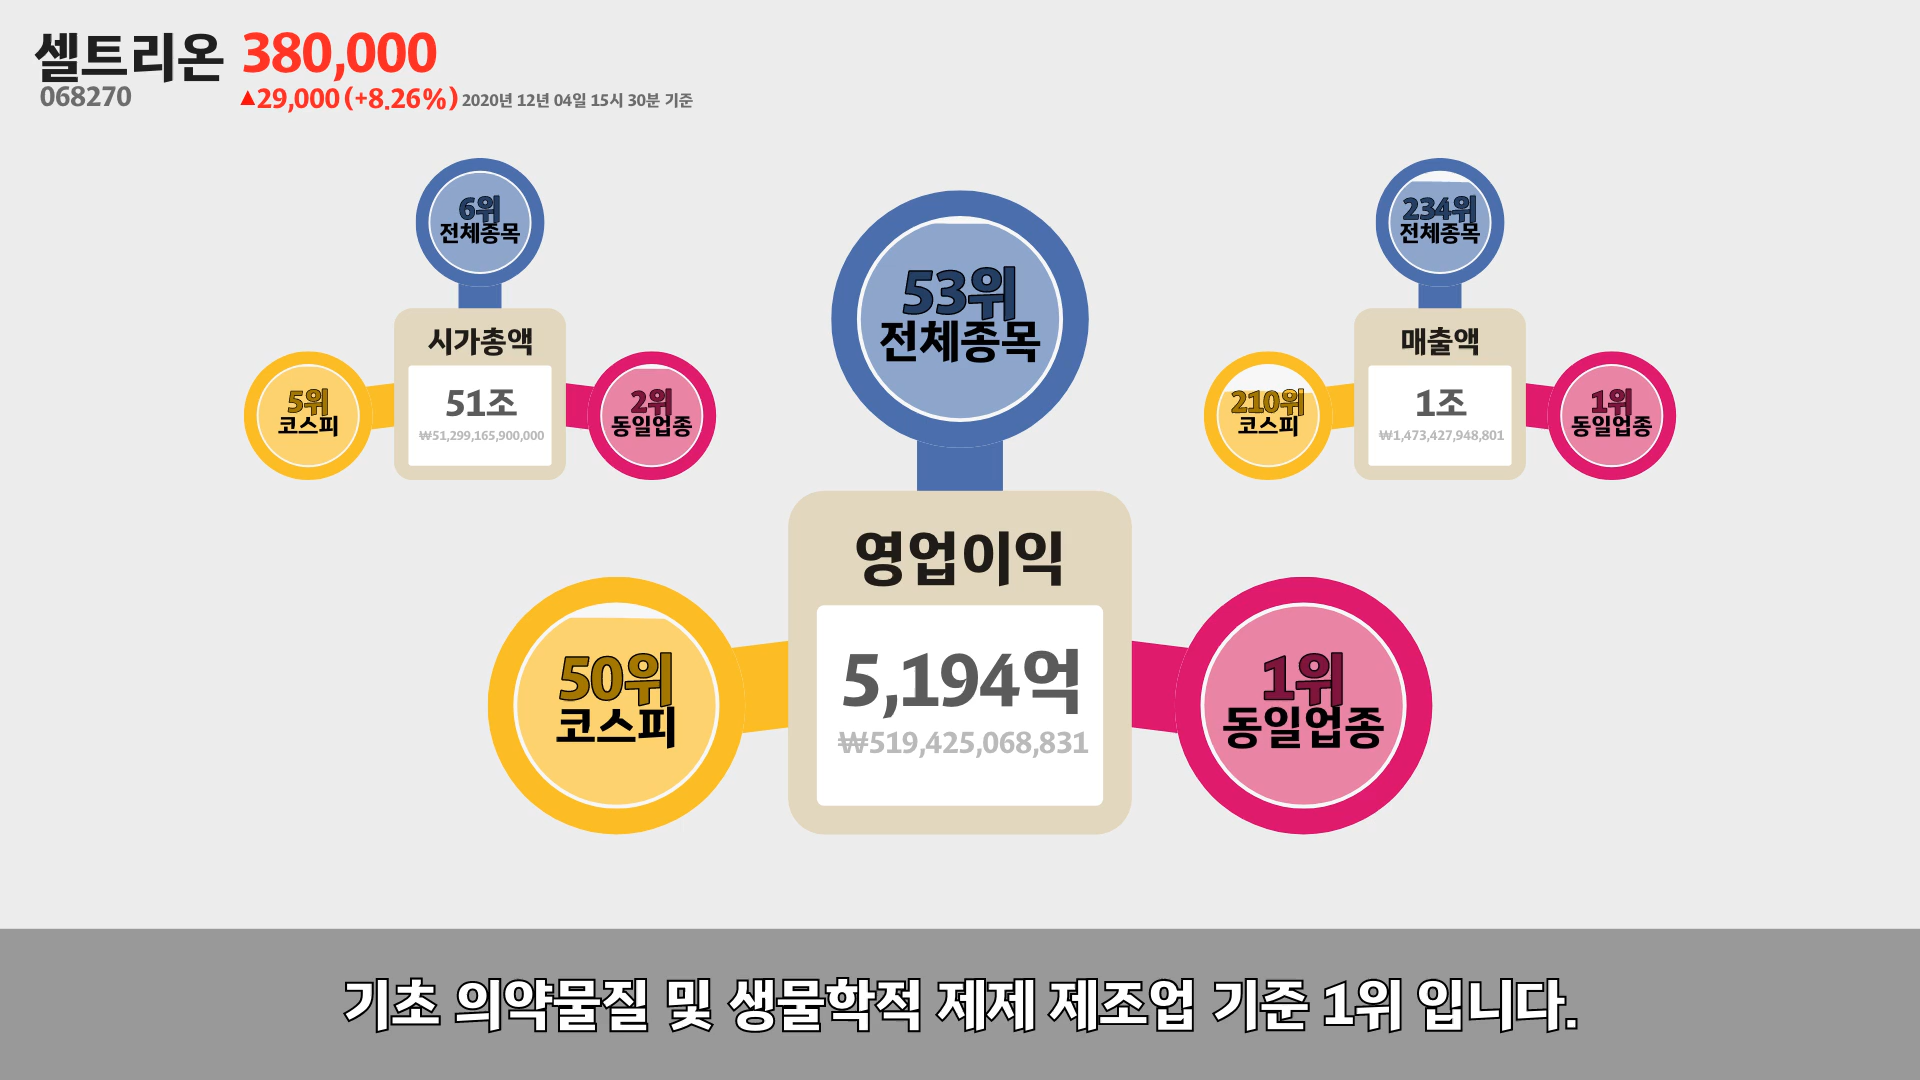 셀트리온 380,000
068270
▲29,000 (+8.26%) 2020년 12년 04일 15시 30분 기준
6위
전체종목
시가총액
51조
₩51,299,165,900,000
5위
코스피
2위
동일업종
53위
전체종목
영업이익
5,194억
₩519,425,068,831
50위
코스피
1위
동일업종
234위
전체종목
매출액
1조
₩1,473,427,948,801
210위
코스피
1위
동일업종
기초 의약물질 및 생물학적 제제 제조업 기준 1위 입니다.